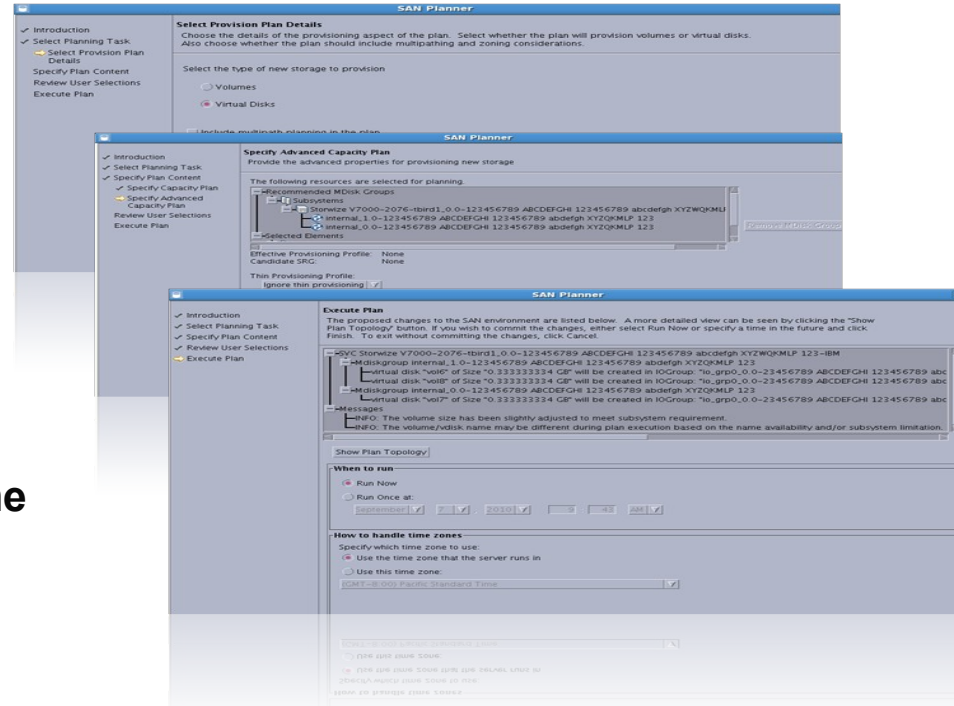 SAN Planner
Introduction
Select Planning Task
Select Provision Plan
Details
Specify Plan Content
Review User Selections
Execute Plan
Select Provision Plan Details
Choose the details of the provisioning aspect of the plan. Select whether the plan will provision volumes or virtual disks.
Also choose whether the plan should include multipathing and zoning considerations.
Select the type of new storage to provision
Volumes
Virtual Disks
Include multipath planning in the plan
SAN Planner
Introduction
Select Planning Task
Specify Plan
Content
Specify Capacity Plan
Specify Advanced
Capacity Plan
Review User Selections
Execute Plan
Specify Advanced Capacity Plan
Provide the advanced properties for provisioning new storage
The following resources are selected for planning.
Recommended MDisk Groups
Subsystems
Storwize V7000-2076-tbird1_0.0-123456789 ABCDEFGHI 123456789 abcdefgh XYZWQKMLI
internal_1.0-123456789 ABCDEFGHI 123456789 abdefgh XYZQKMLP 123
internal_0.0-123456789 ABCDEFGHI 123456789 abdefgh XYZQKMLP 123
Selected Elements
Remove MDisk Group
Effective Provisioning Profile: None
Candidate SRG: None
Thin Provisioning Profile:
Ignore thin provisioning
SAN Planner
Introduction
Select Planning Task
Specify Plan Content
Review User Selections
Execute Plan
Execute Plan
The proposed changes to the SAN environment are listed below. A more detailed view can be seen by clicking the "Show
Plan Topology" button. If you wish to commit the changes, either select Run Now or specify a time in the future and click
Finish. To exit without committing the changes, click Cancel.
SVC Storwize V7000-2076-tbird1_0.0-123456789 ABCDEFGHI 123456789 abcdefgh XYZWQKMLP 123-IBM
Mdiskgroup internal_1.0-123456789 ABCDEFGHI 123456789 abdefgh XYZQKMLP 123
virtual disk "vol6" of Size "0.333333334 GB" will be created in IOGroup: "io_grp0_0.0-23456789 ABCDEFGHI 123456789 abc
virtual disk "vol8" of Size "0.333333334 GB" will be created in IOGroup: "io_grp0_0.0-23456789 ABCDEFGHI 123456789 abc
Mdiskgroup internal_0.0-123456789 ABCDEFGHI 123456789 abdefgh XYZQKMLP 123
virtual disk "vol7" of Size "0.333333334 GB" will be created in IOGroup: "io_grp0_0.0-23456789 ABCDEFGHI 123456789 abc
Messages
INFO: The volume size has been slightly adjusted to meet subsystem requirement.
INFO: The volume/vdisk name may be different during plan execution based on the name availability and/or subsystem limitation.
Show Plan Topology
When to run
Run Now
Run Once at:
September 7 , 2010 9 43 AM
How to handle time zones
Specify which time zone to use:
Use the time zone that the server runs in
Use this time zone:
(GMT-8:00) Pacific Standard Time
ne